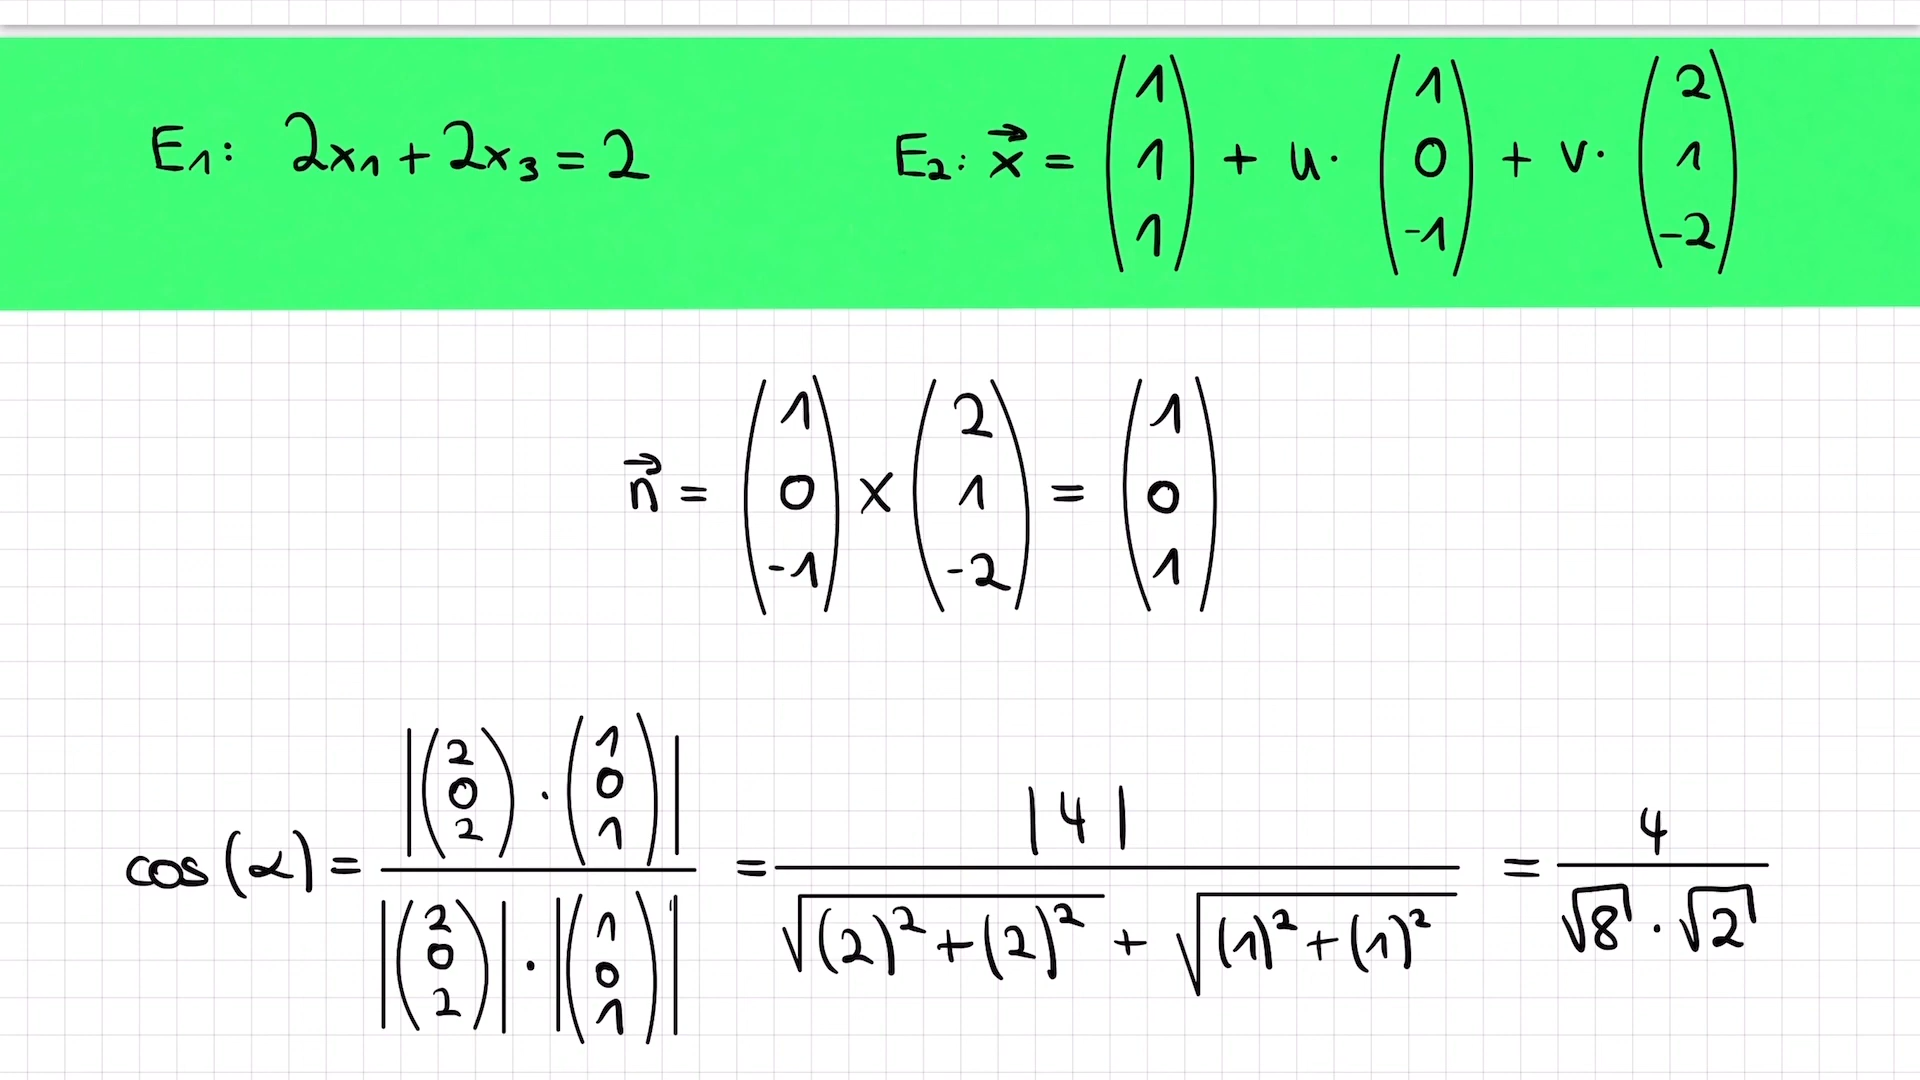 E₁: 2x₁ + 2x₃ = 2 E₂: x⃗ = (1 1 1) + u · (1 0 -1) + v · (2 1 -2)
n⃗ = (1 0 -1) × (2 1 -2) = (1 0 1)
cos(α) = |(2 0 2) · (1 0 1)| / |(2 0 2)| · |(1 0 1)| = |4| / √(2)² + (2)² + √(1)² + (1)² = 4 / √8 · √2